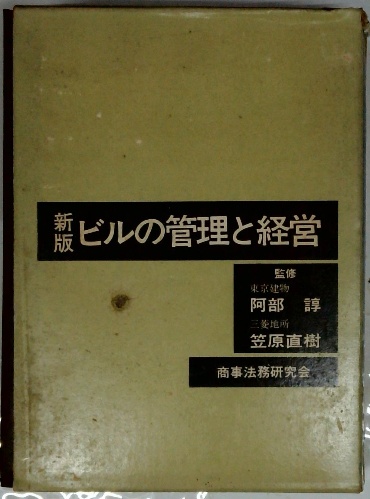 新版 ビルの管理と経営
監修
東京建物
阿部 諄
三菱地所
笠原直樹
商事法務研究会